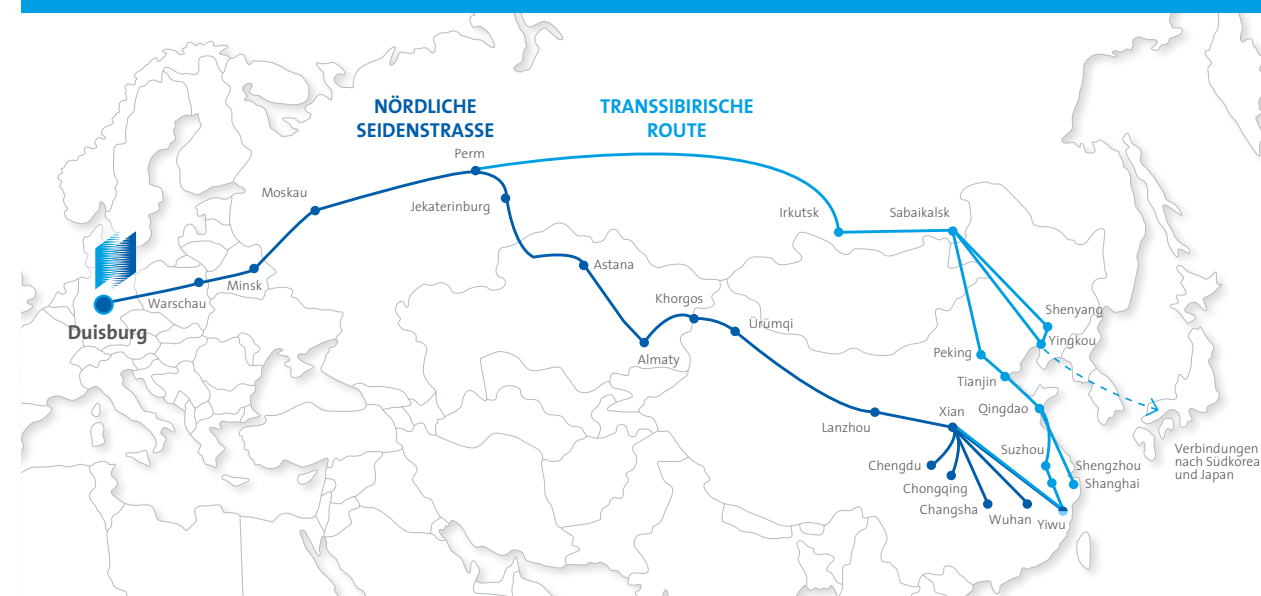 NÖRDLICHE
SEIDENSTRASSE
TRANSSIBIRISCHE
ROUTE
Perm
Moskau
Jekaterinburg
Irkutsk
Sabaikalsk
Astana
Minsk
Warschau
Duisburg
Khorgos
Ürümqi
Almaty
Shenyang
Yingkou
Peking
Tianjin
Qingdao
Xian
Lanzhou
Suzhou
Chengdu
Shengzhou
Chongqing
Shanghai
Changsha
Wuhan
Yiwu
Verbindungen
nach Südkorea
und Japan